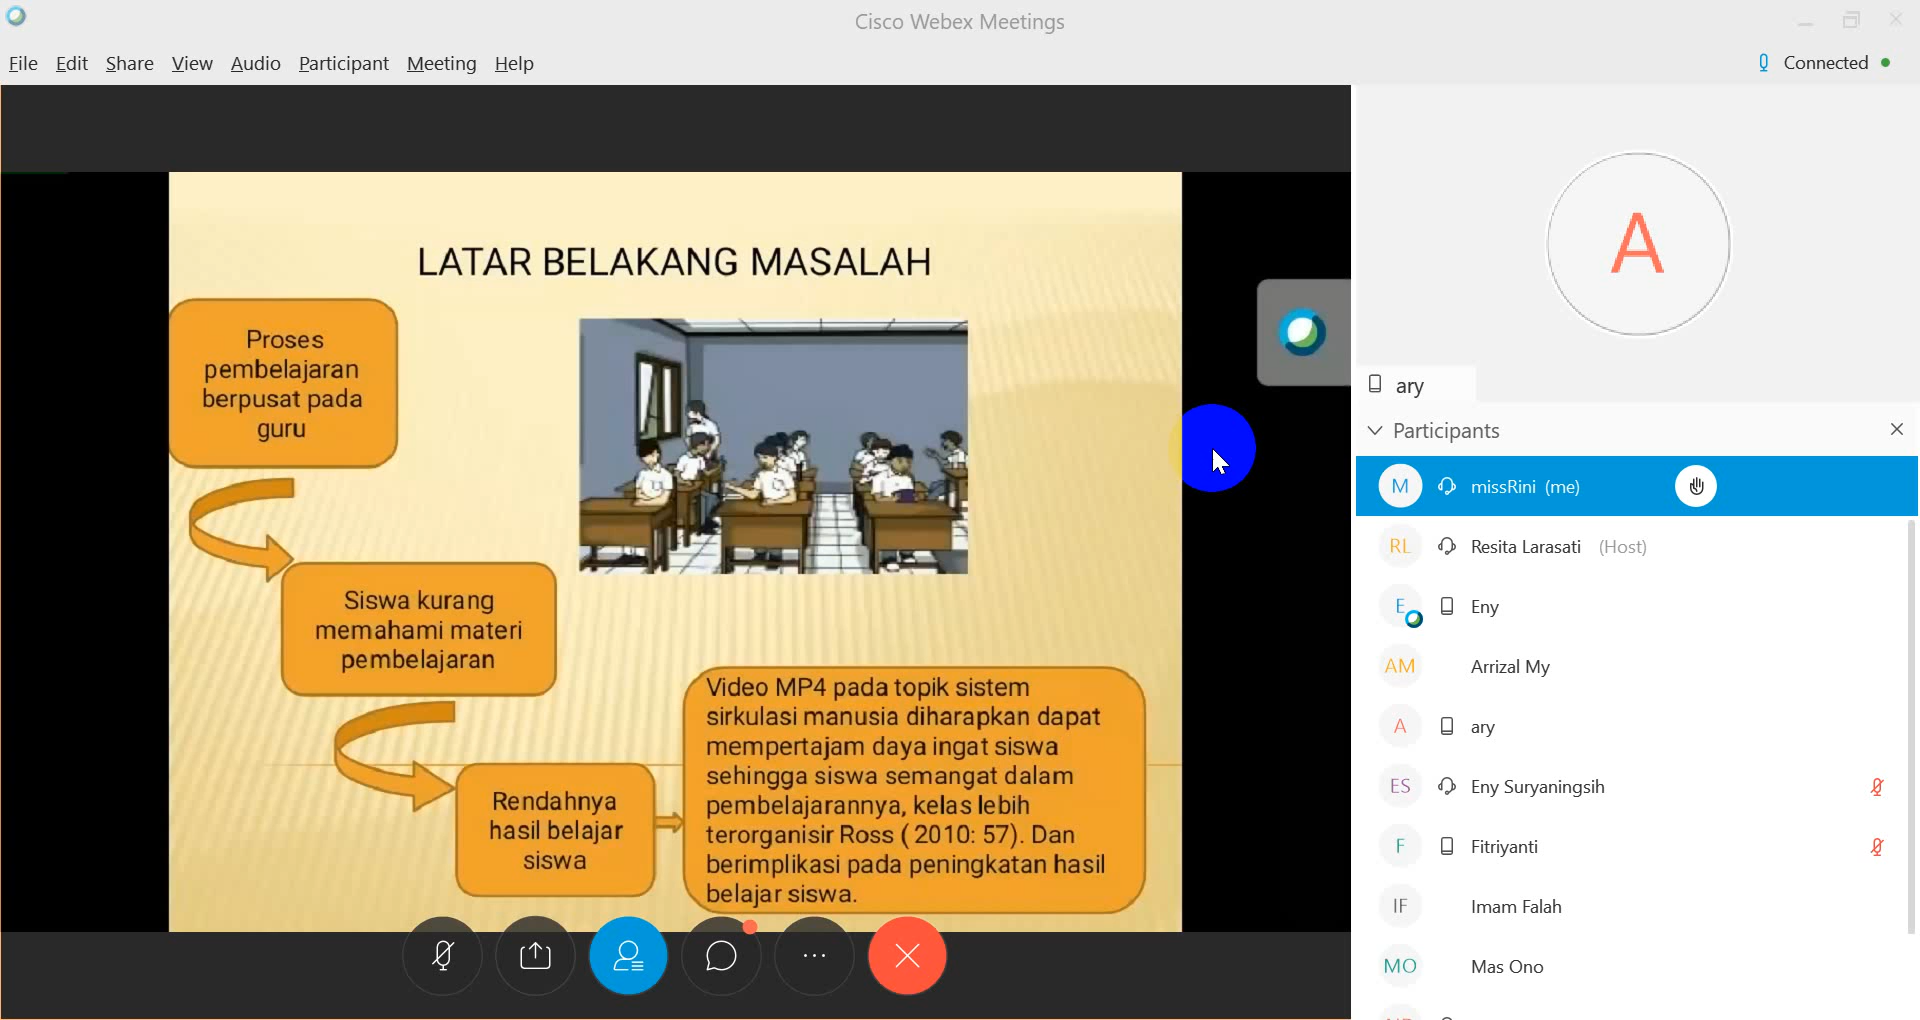 Cisco Webex Meetings
File Edit Share View Audio Participant Meeting Help
Connected
LATAR BELAKANG MASALAH
Proses
pembelajaran
berpusat pada
guru
Siswa kurang
memahami materi
pembelajaran
Rendahnya
hasil belajar
siswa
Video MP4 pada topik sistem
sirkulasi manusia diharapkan dapat
mempertajam daya ingat siswa
sehingga siswa semangat dalam
pembelajarannya, kelas lebih
terorganisir Ross ( 2010: 57). Dan
berimplikasi pada peningkatan hasil
belajar siswa.
A
ary
Participants
M missRini (me)
RL Resita Larasati (Host)
E Eny
AM Arrizal My
A ary
ES Eny Suryaningsih
F Fitriyanti
IF Imam Falah
MO Mas Ono